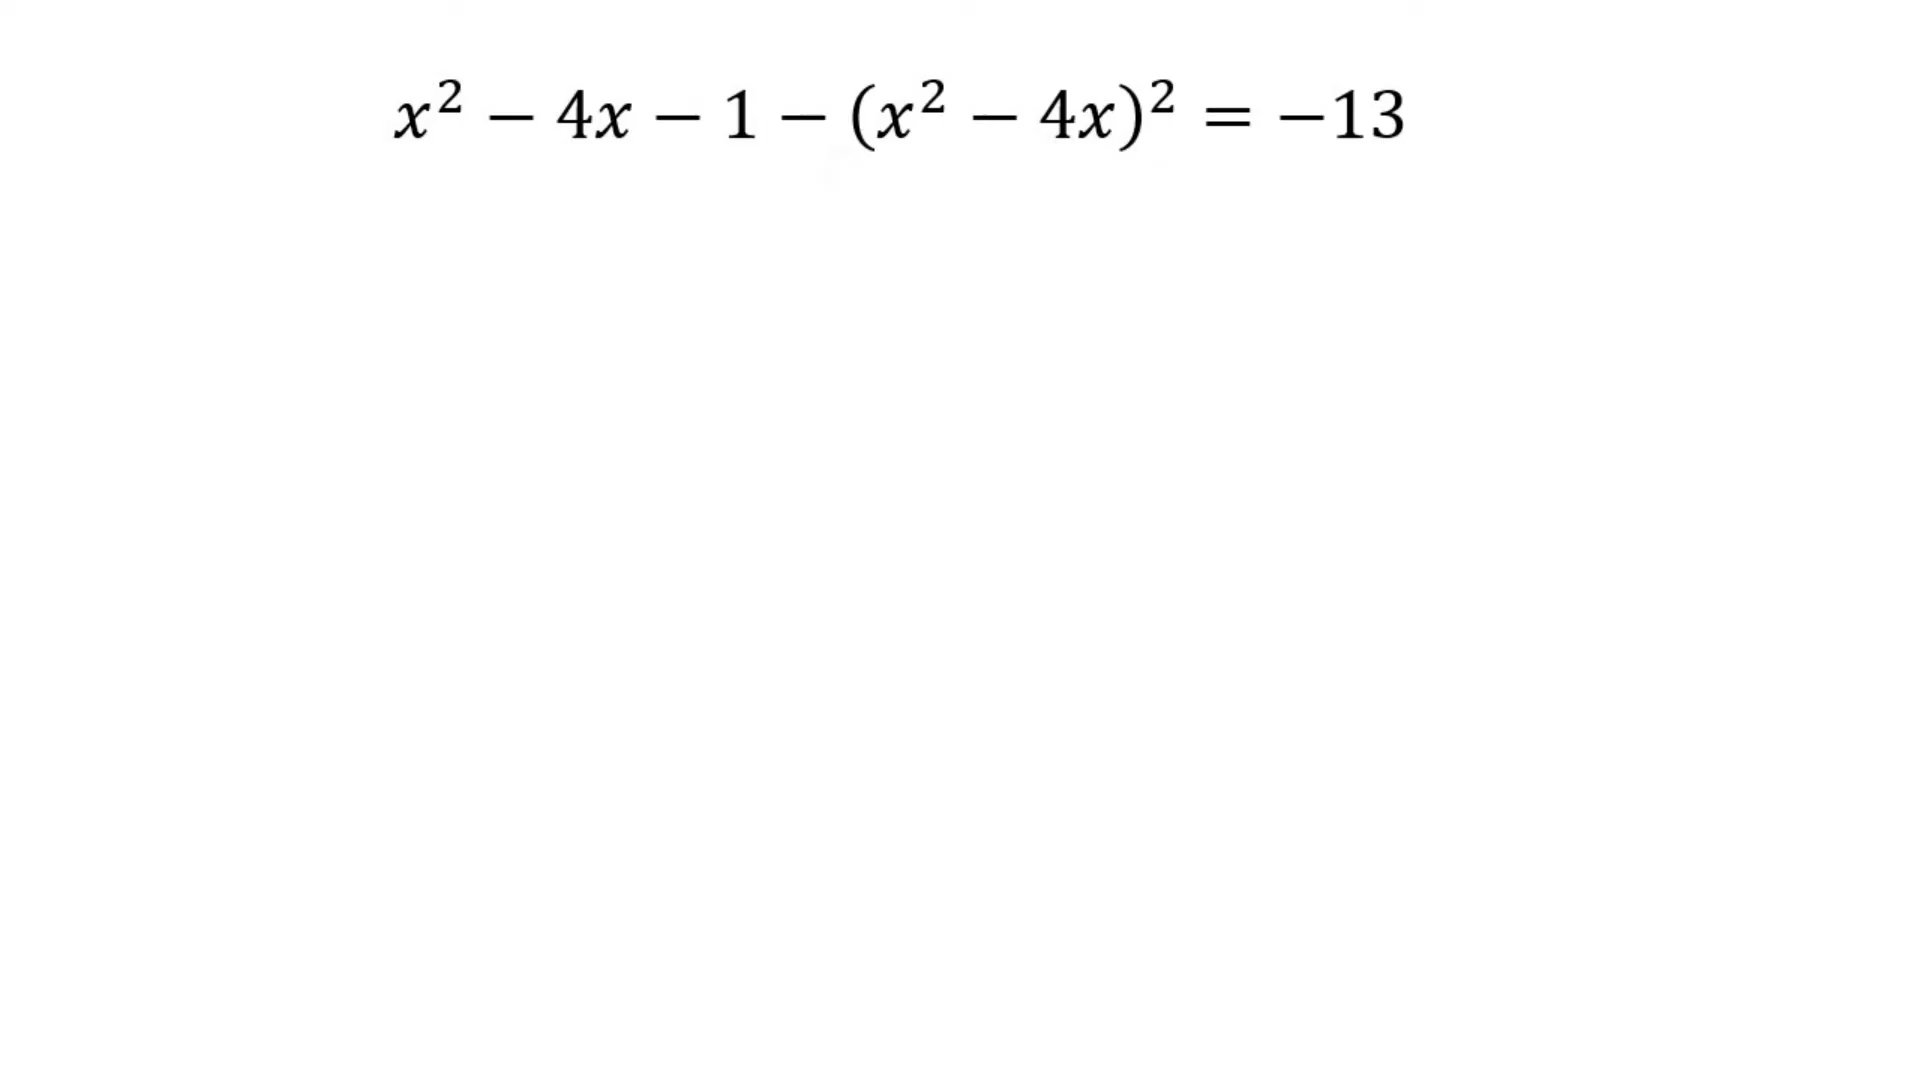 x² − 4x − 1 − (x² − 4x)² = −13